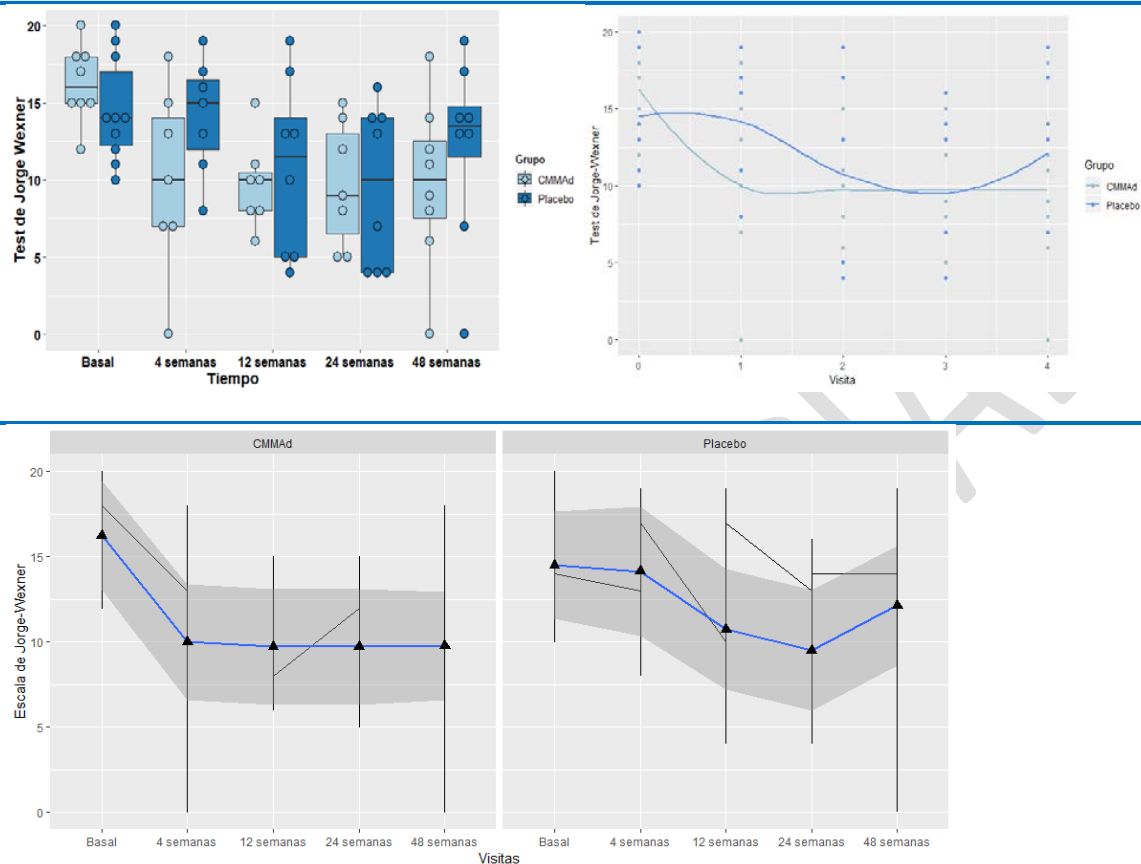 Test de Jorge Wexner
20
15
10
5
0
Basal
4 semanas
12 semanas
24 semanas
48 semanas
Tiempo
Grupo
CMMAd
Placebo
Test de Jorge-Wexner
20
15
10
5
0
0
1
2
3
4
Visita
Grupo
CMMAd
Placebo
CMMAd
Placebo
Escala de Jorge-Wexner
20
15
10
5
0
Basal
4 semanas
12 semanas
24 semanas
48 semanas
Basal
4 semanas
12 semanas
24 semanas
48 semanas
Visitas